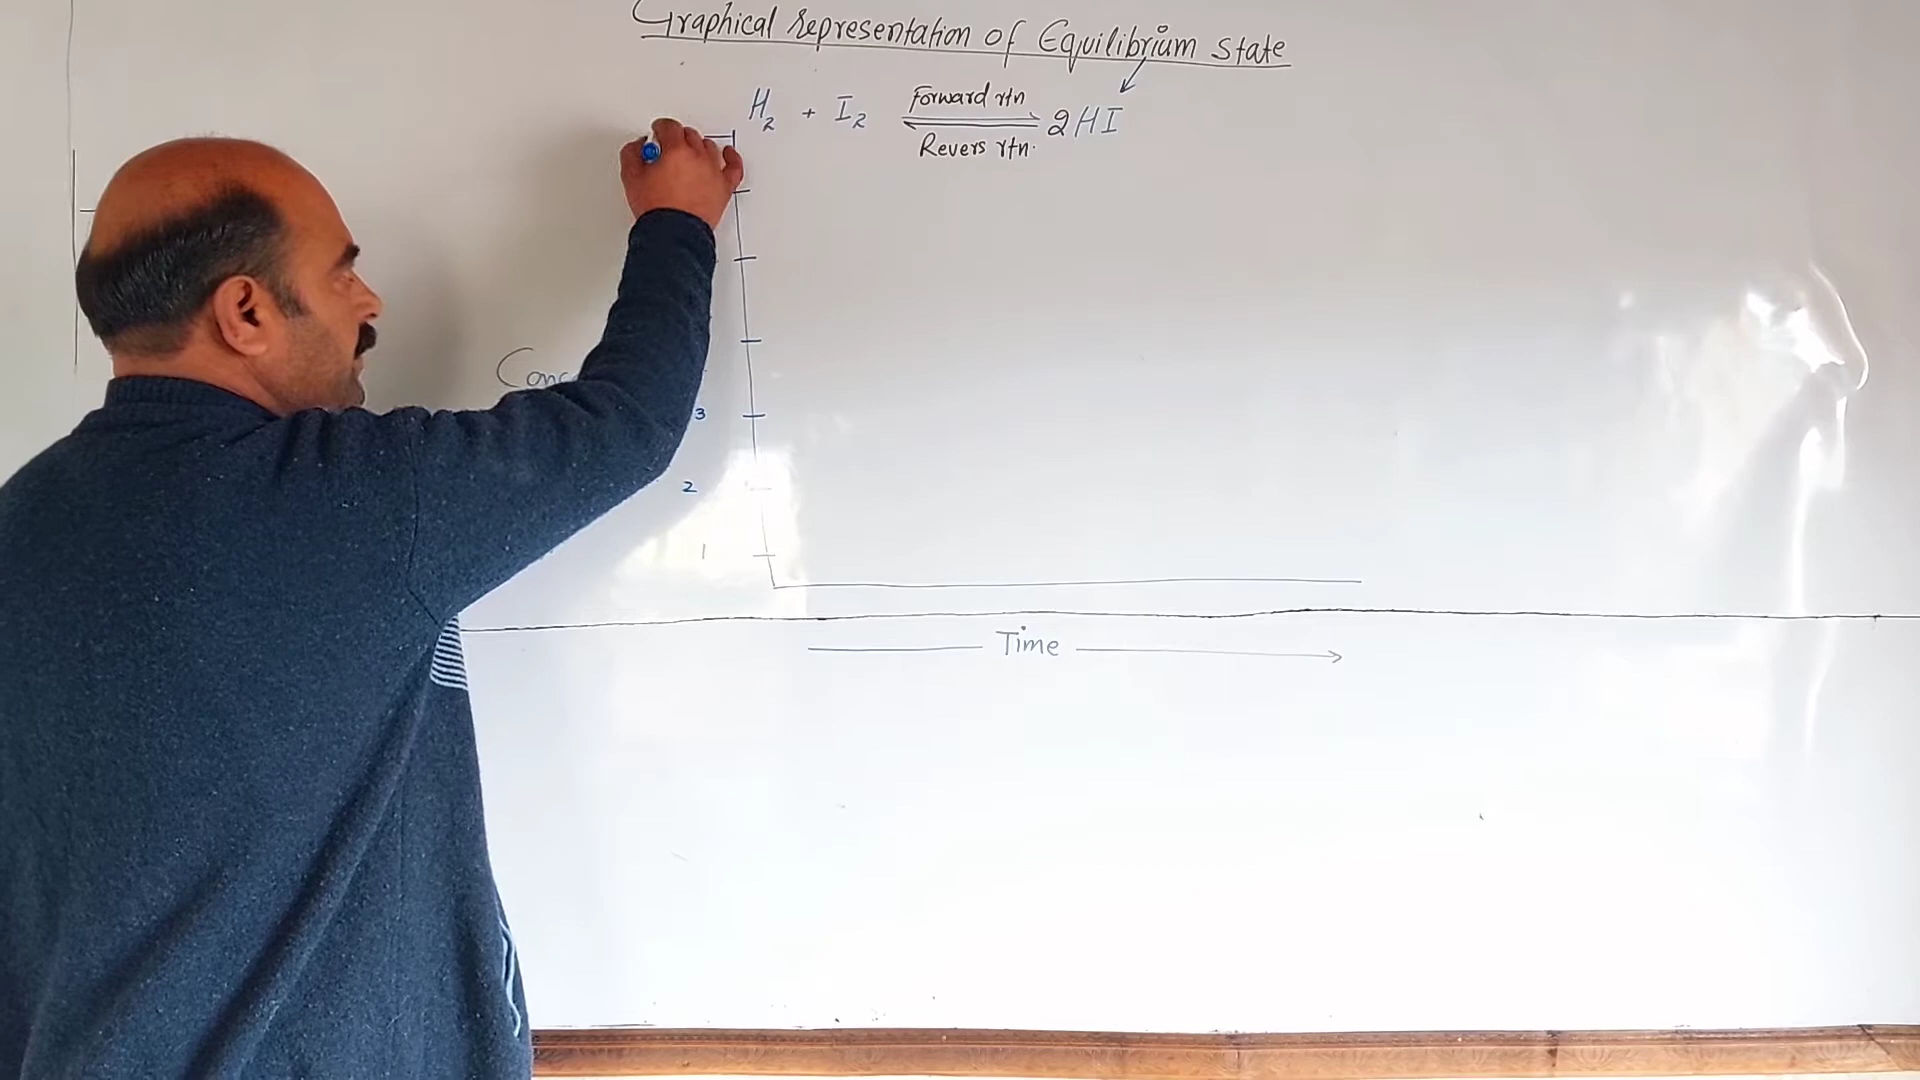 Graphical representation of Equilibrium state
H2 + I2 Forward rtn 2HI
Revers rtn.
3
2
1
Time